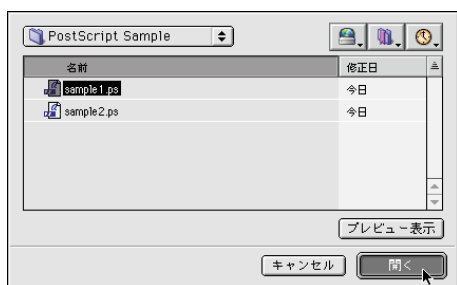 PostScript Sample
名前 修正日
sample1.ps 今日
sample2.ps 今日
プレビュー表示
キャンセル 開く